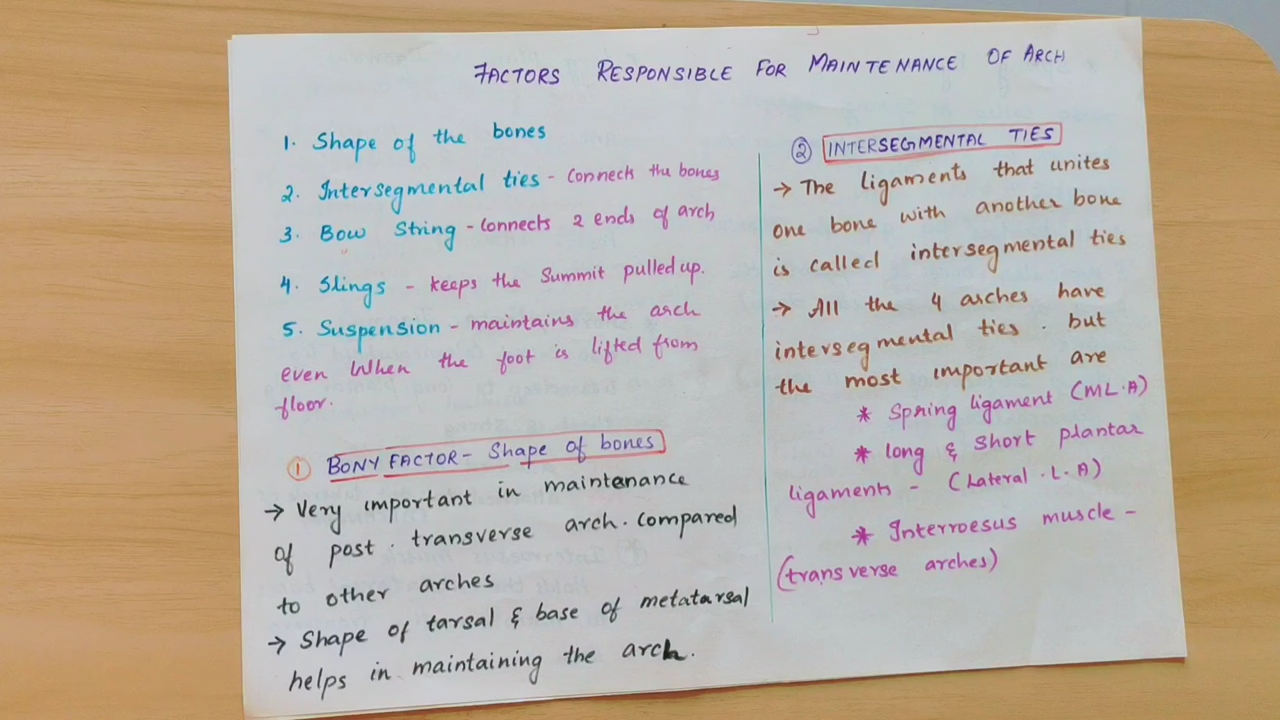 FACTORS RESPONSIBLE FOR MAINTENANCE OF ARCH
1. Shape of the bones
2. Intersegmental ties - Connects the bones
3. Bow String - Connects 2 ends of arch
4. Slings - keeps the Summit pulled up.
5. Suspension - maintains the arch
even When the foot is lifted from
floor.
① BONY FACTOR - Shape of bones
→ Very important in maintenance
of post. transverse arch. Compared
to other arches
→ Shape of tarsal & base of metatarsal
helps in maintaining the arch.
② INTERSEGMENTAL TIES
→ The ligaments that unites
one bone with another bone
is called intersegmental ties
→ All the 4 arches have
intersegmental ties. but
the most important are
* Spring ligament (ML.A)
* long & Short plantar
ligaments - (Lateral.L.A)
* Interroesus muscle -
(transverse arches)